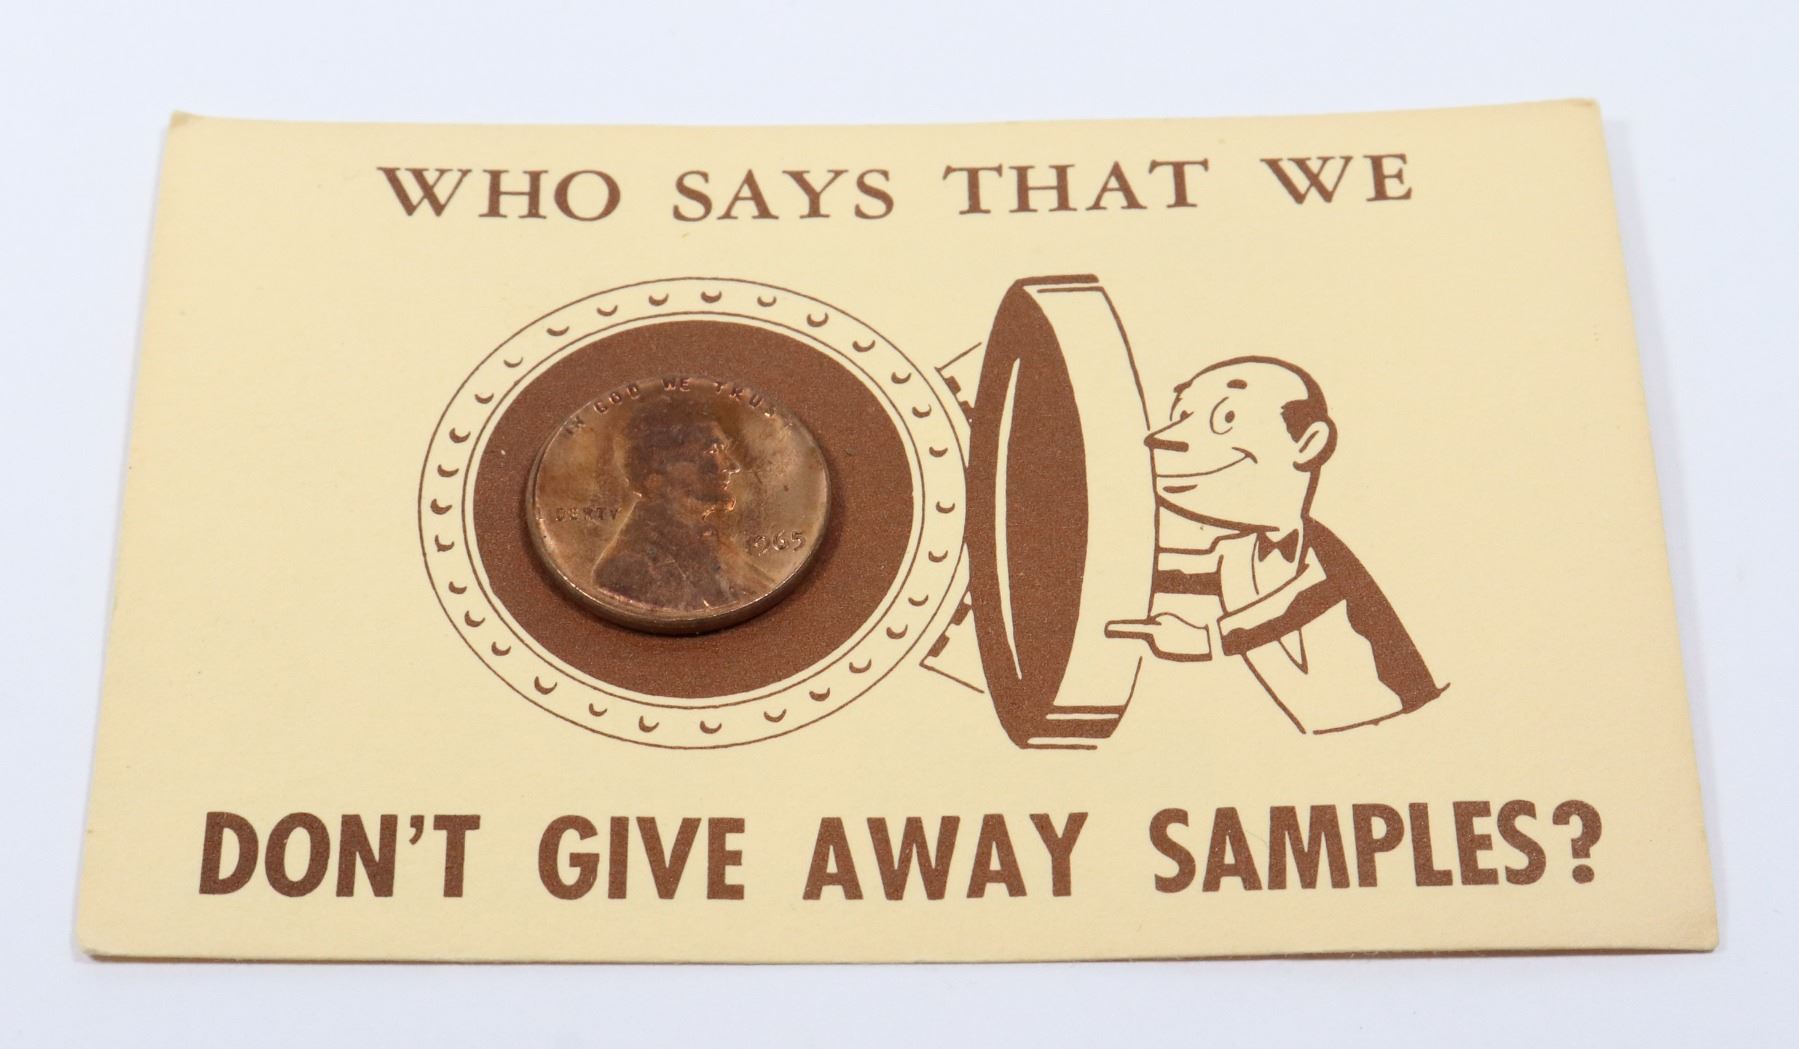 WHO SAYS THAT WE
IN GOD WE TRUST
LIBERTY
1965
DON'T GIVE AWAY SAMPLES?